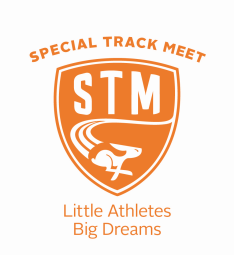 SPECIAL TRACK MEET
STM
Little Athletes
Big Dreams